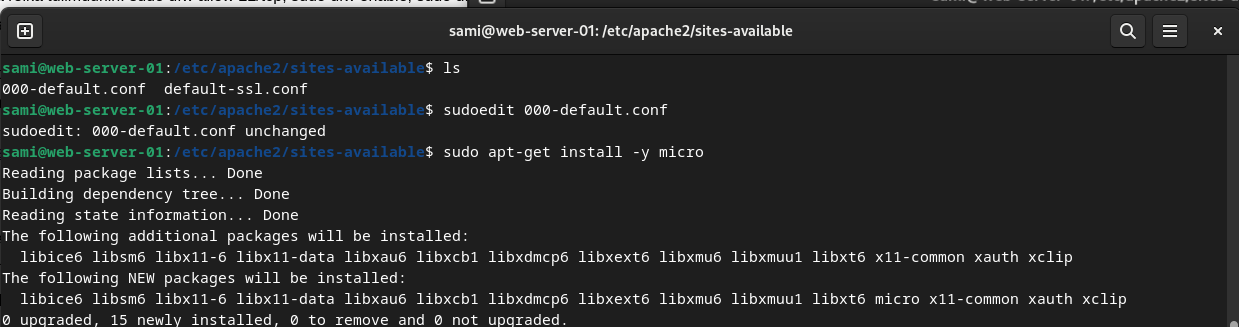 sami@web-server-01: /etc/apache2/sites-available
sami@web-server-01:/etc/apache2/sites-available$ ls
000-default.conf  default-ssl.conf
sami@web-server-01:/etc/apache2/sites-available$ sudoedit 000-default.conf
sudoedit: 000-default.conf unchanged
sami@web-server-01:/etc/apache2/sites-available$ sudo apt-get install -y micro
Reading package lists... Done
Building dependency tree... Done
Reading state information... Done
The following additional packages will be installed:
  libice6 libsm6 libx11-6 libx11-data libxau6 libxcb1 libxdmcp6 libxext6 libxmu6 libxmuu1 libxt6 x11-common xauth xclip
The following NEW packages will be installed:
  libice6 libsm6 libx11-6 libx11-data libxau6 libxcb1 libxdmcp6 libxext6 libxmu6 libxmuu1 libxt6 micro x11-common xauth xclip
0 upgraded, 15 newly installed, 0 to remove and 0 not upgraded.